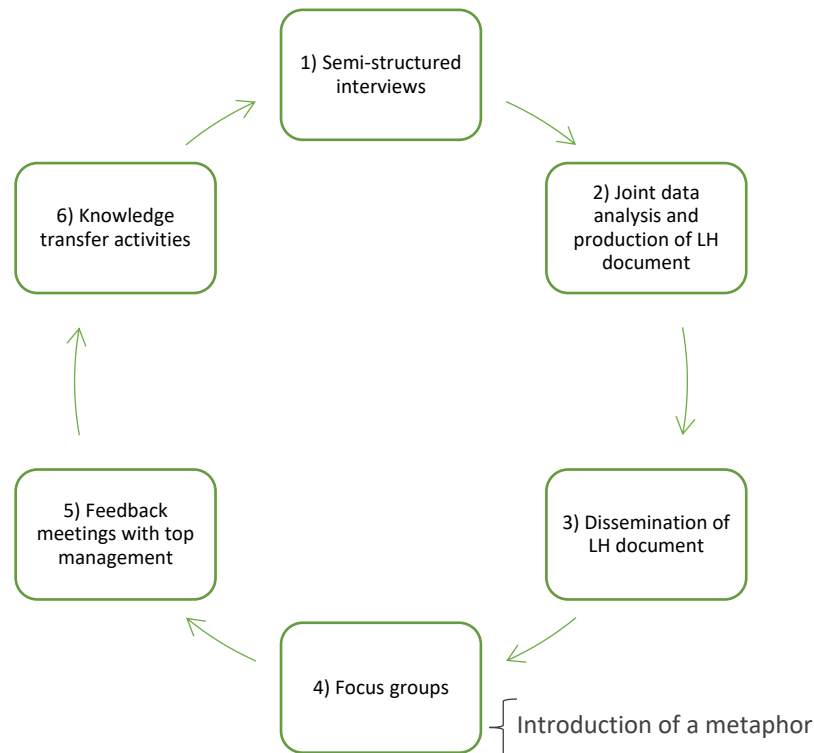 1) Semi-structured
interviews
2) Joint data
analysis and
production of LH
document
3) Dissemination of
LH document
4) Focus groups
Introduction of a metaphor
5) Feedback
meetings with top
management
6) Knowledge
transfer activities